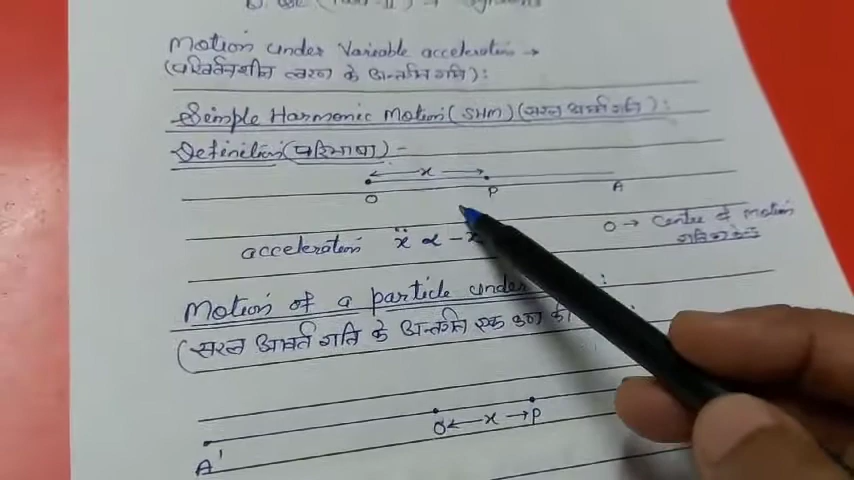 Motion under Variable acceleration →
(परिवर्तनशील त्वरण के अन्तर्गत गति):
Simple Harmonic Motion (SHM) (सरल आवर्त गति):
Definition (परिभाषा) -
x
O P A
acceleration ẍ ∝ -x
O → Centre of motion
गति का केन्द्र
Motion of a particle under :
(सरल आवर्त गति के अन्तर्गत एक कण की
A' O x P